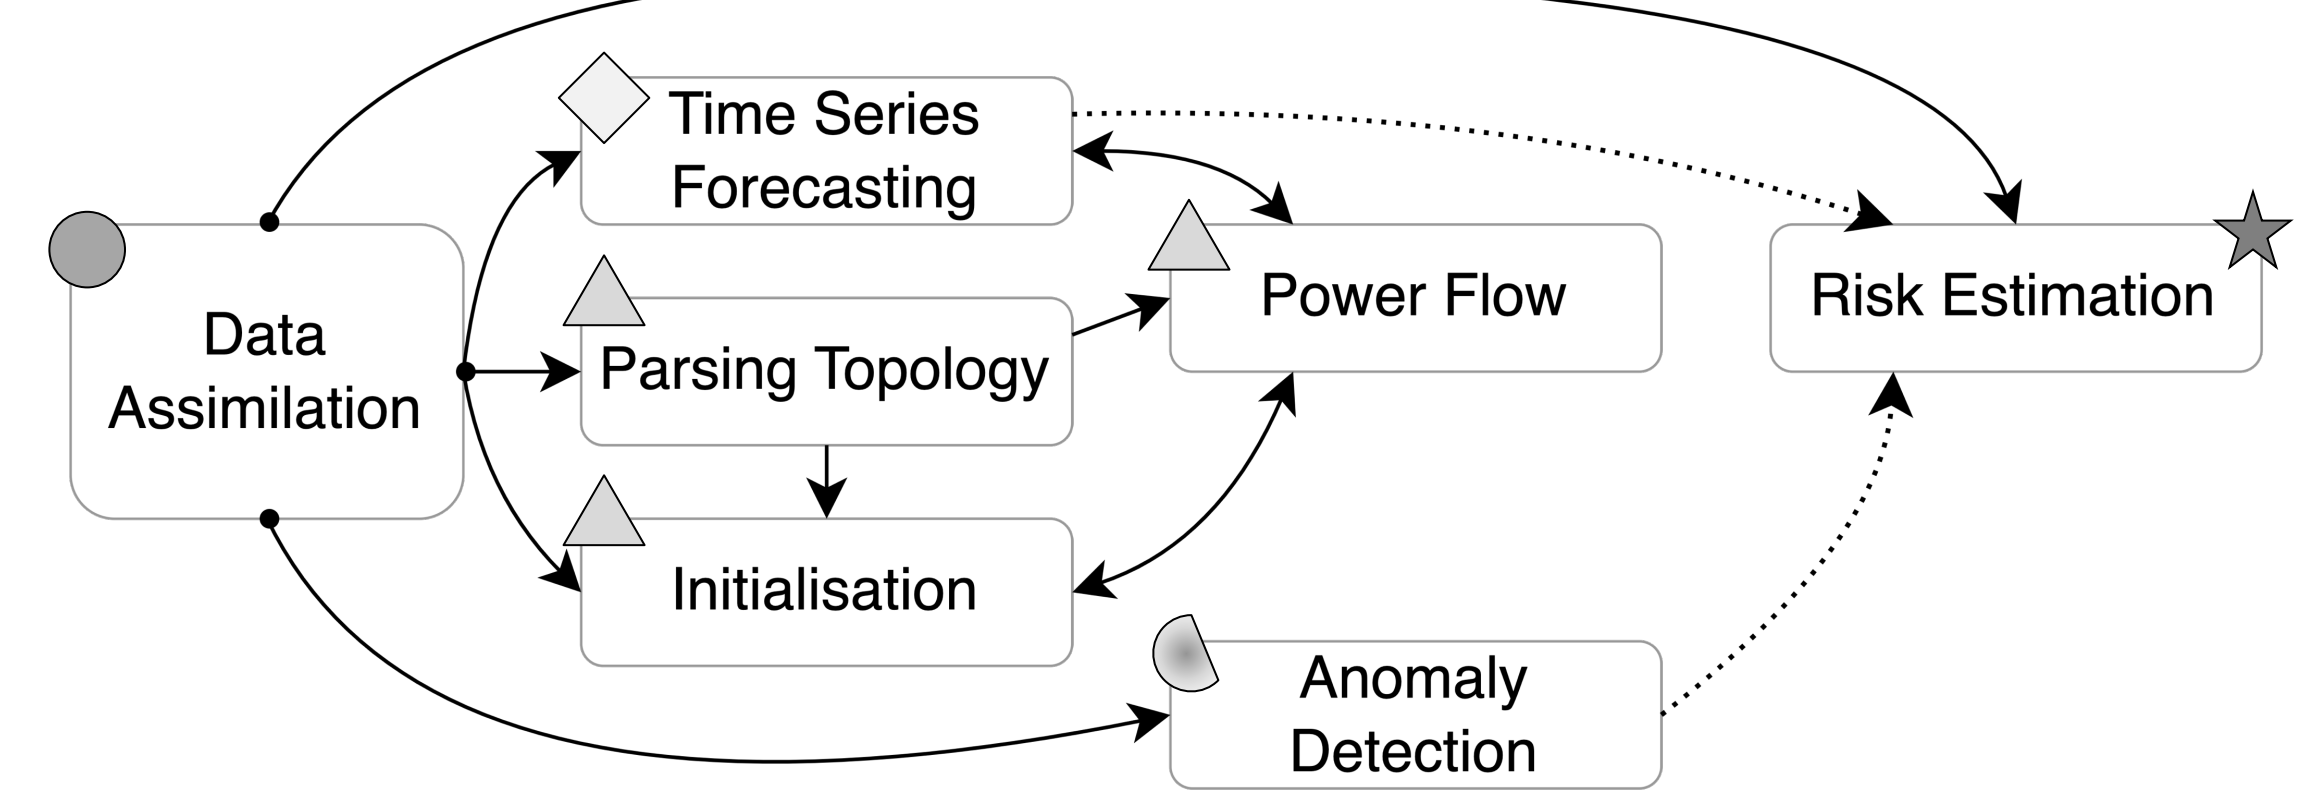 Time Series
Forecasting
Data
Assimilation
Parsing Topology
Power Flow
Risk Estimation
Initialisation
Anomaly
Detection